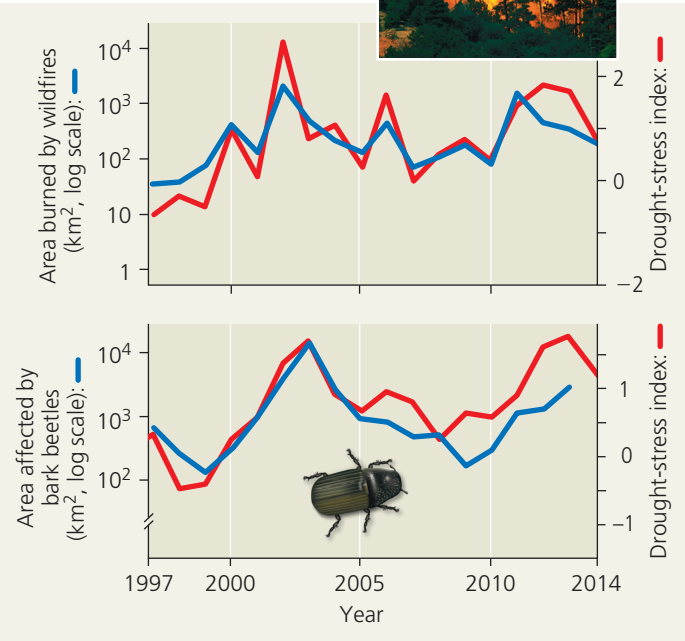 Area burned by wildfires
(km², log scale):
10⁴
10³
10²
10
1
2
0
−2
Drought-stress index:
Area affected by
bark beetles
(km², log scale):
10⁴
10³
10²
1
0
−1
Drought-stress index:
1997 2000 2005 2010 2014
Year